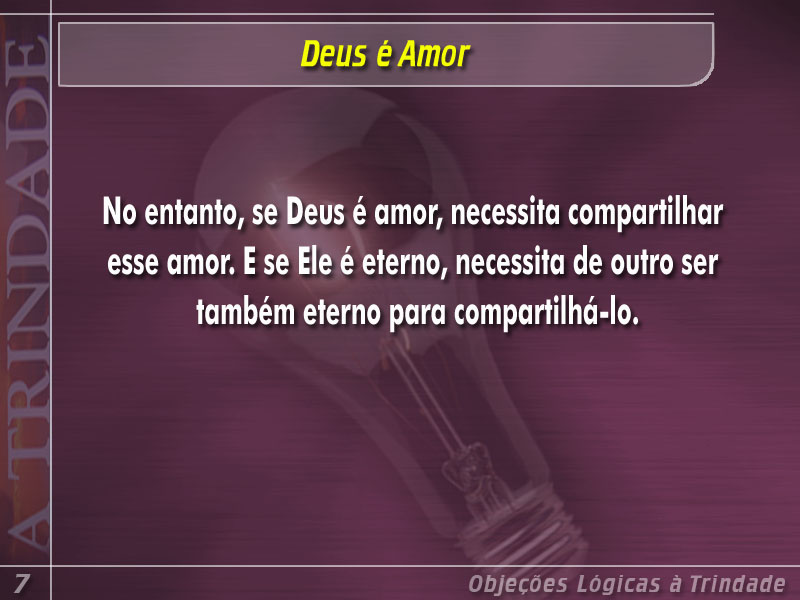 Deus é Amor
No entanto, se Deus é amor, necessita compartilhar
esse amor. E se Ele é eterno, necessita de outro ser
também eterno para compartilhá-lo.
A TRINDADE
7
Objeções Lógicas à Trindade